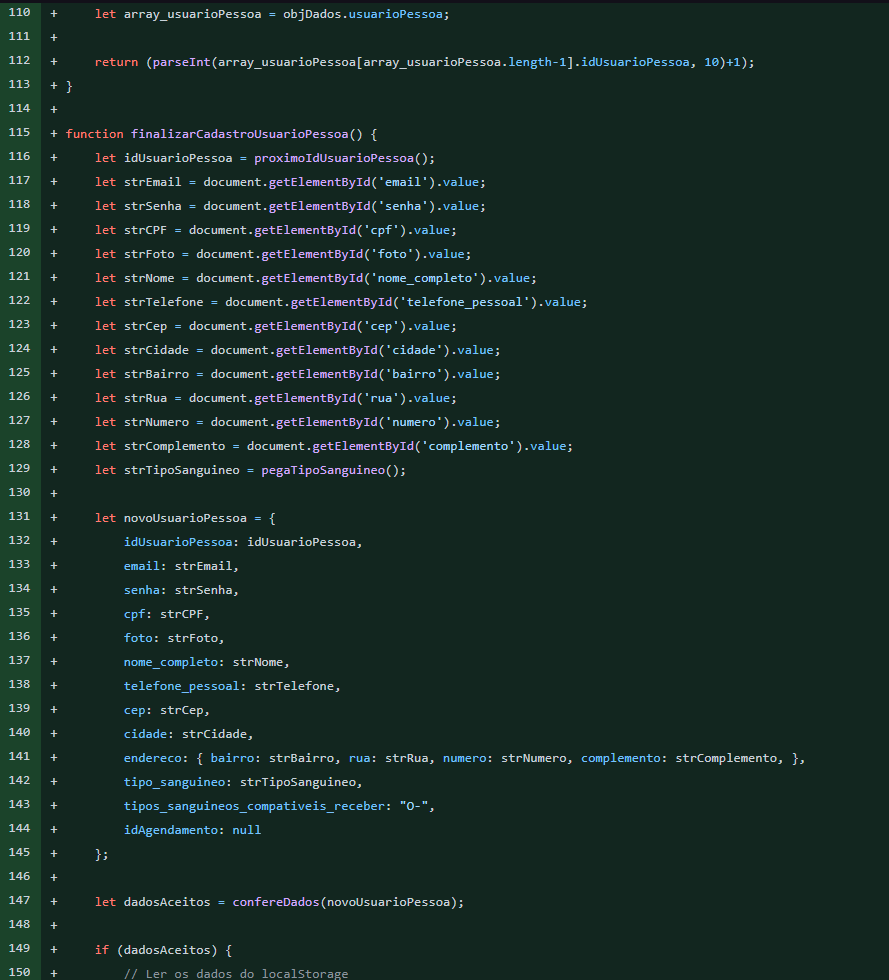 110 +     let array_usuarioPessoa = objDados.usuarioPessoa;
111 +
112 +     return (parseInt(array_usuarioPessoa[array_usuarioPessoa.length-1].idUsuarioPessoa, 10)+1);
113 + }
114 +
115 + function finalizarCadastroUsuarioPessoa() {
116 +     let idUsuarioPessoa = proximoIdUsuarioPessoa();
117 +     let strEmail = document.getElementById('email').value;
118 +     let strSenha = document.getElementById('senha').value;
119 +     let strCPF = document.getElementById('cpf').value;
120 +     let strFoto = document.getElementById('foto').value;
121 +     let strNome = document.getElementById('nome_completo').value;
122 +     let strTelefone = document.getElementById('telefone_pessoal').value;
123 +     let strCep = document.getElementById('cep').value;
124 +     let strCidade = document.getElementById('cidade').value;
125 +     let strBairro = document.getElementById('bairro').value;
126 +     let strRua = document.getElementById('rua').value;
127 +     let strNumero = document.getElementById('numero').value;
128 +     let strComplemento = document.getElementById('complemento').value;
129 +     let strTipoSanguineo = pegaTipoSanguineo();
130 +
131 +     let novoUsuarioPessoa = {
132 +         idUsuarioPessoa: idUsuarioPessoa,
133 +         email: strEmail,
134 +         senha: strSenha,
135 +         cpf: strCPF,
136 +         foto: strFoto,
137 +         nome_completo: strNome,
138 +         telefone_pessoal: strTelefone,
139 +         cep: strCep,
140 +         cidade: strCidade,
141 +         endereco: { bairro: strBairro, rua: strRua, numero: strNumero, complemento: strComplemento, },
142 +         tipo_sanguineo: strTipoSanguineo,
143 +         tipos_sanguineos_compativeis_receber: "O-",
144 +         idAgendamento: null
145 +     };
146 +
147 +     let dadosAceitos = confereDados(novoUsuarioPessoa);
148 +
149 +     if (dadosAceitos) {
150 +         // Ler os dados do localStorage